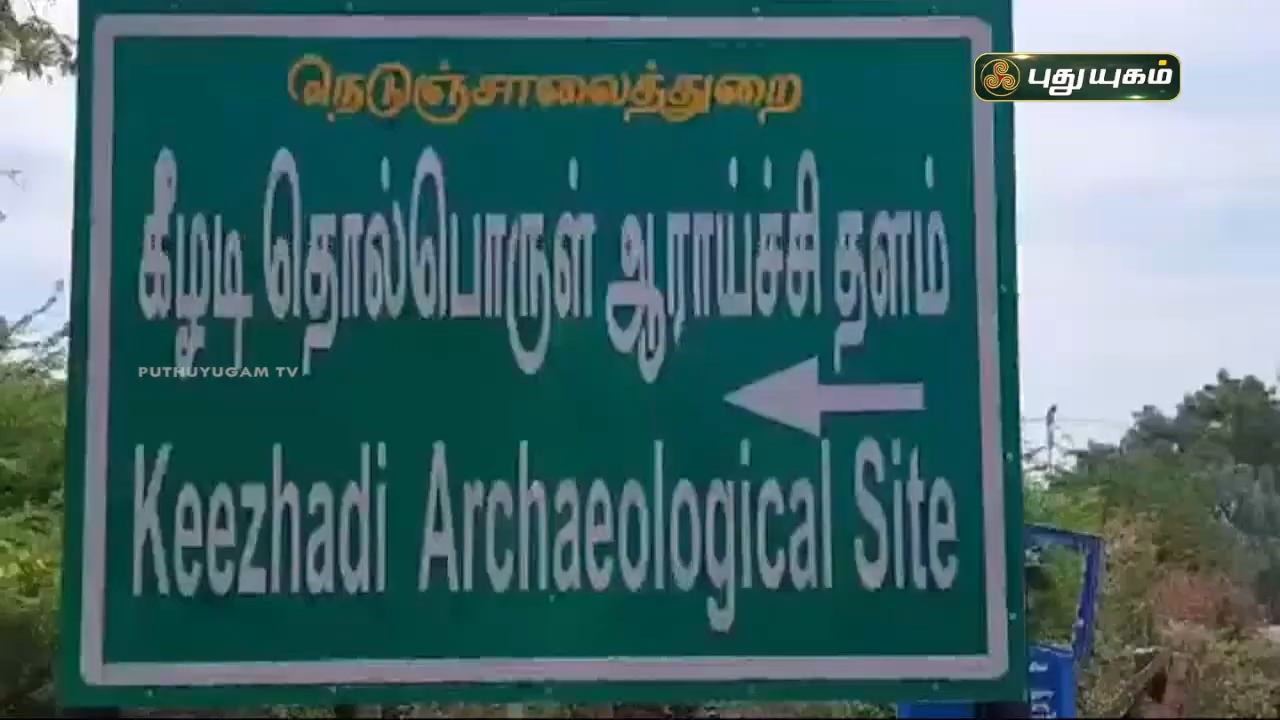 நெடுஞ்சாலைத்துறை
புதுயுகம்
கீழடி தொல்பொருள் ஆராய்ச்சி தளம்
PUTHUYUGAM TV
Keezhadi Archaeological Site